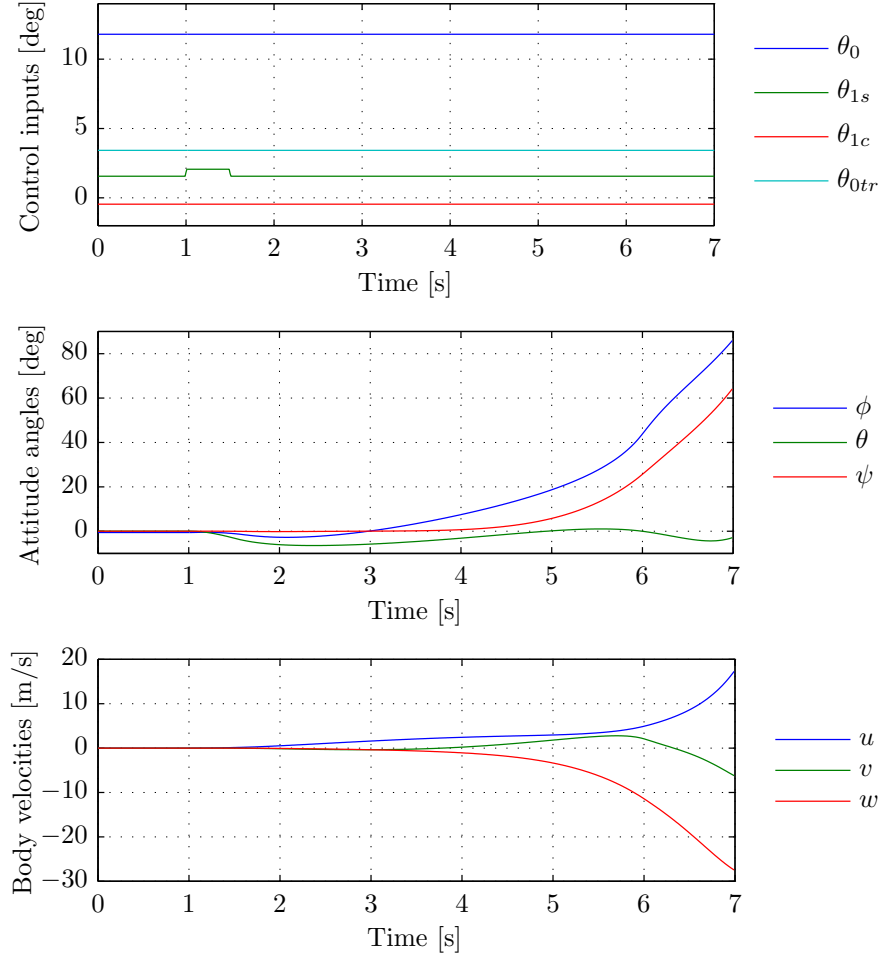 Control inputs [deg]
10
5
0
0 1 2 3 4 5 6 7
Time [s]
θ₀
θ₁ₛ
θ₁c
θ₀tr
Attitude angles [deg]
80
60
40
20
0
0 1 2 3 4 5 6 7
Time [s]
ϕ
θ
ψ
Body velocities [m/s]
20
10
0
−10
−20
−30
0 1 2 3 4 5 6 7
Time [s]
u
v
w